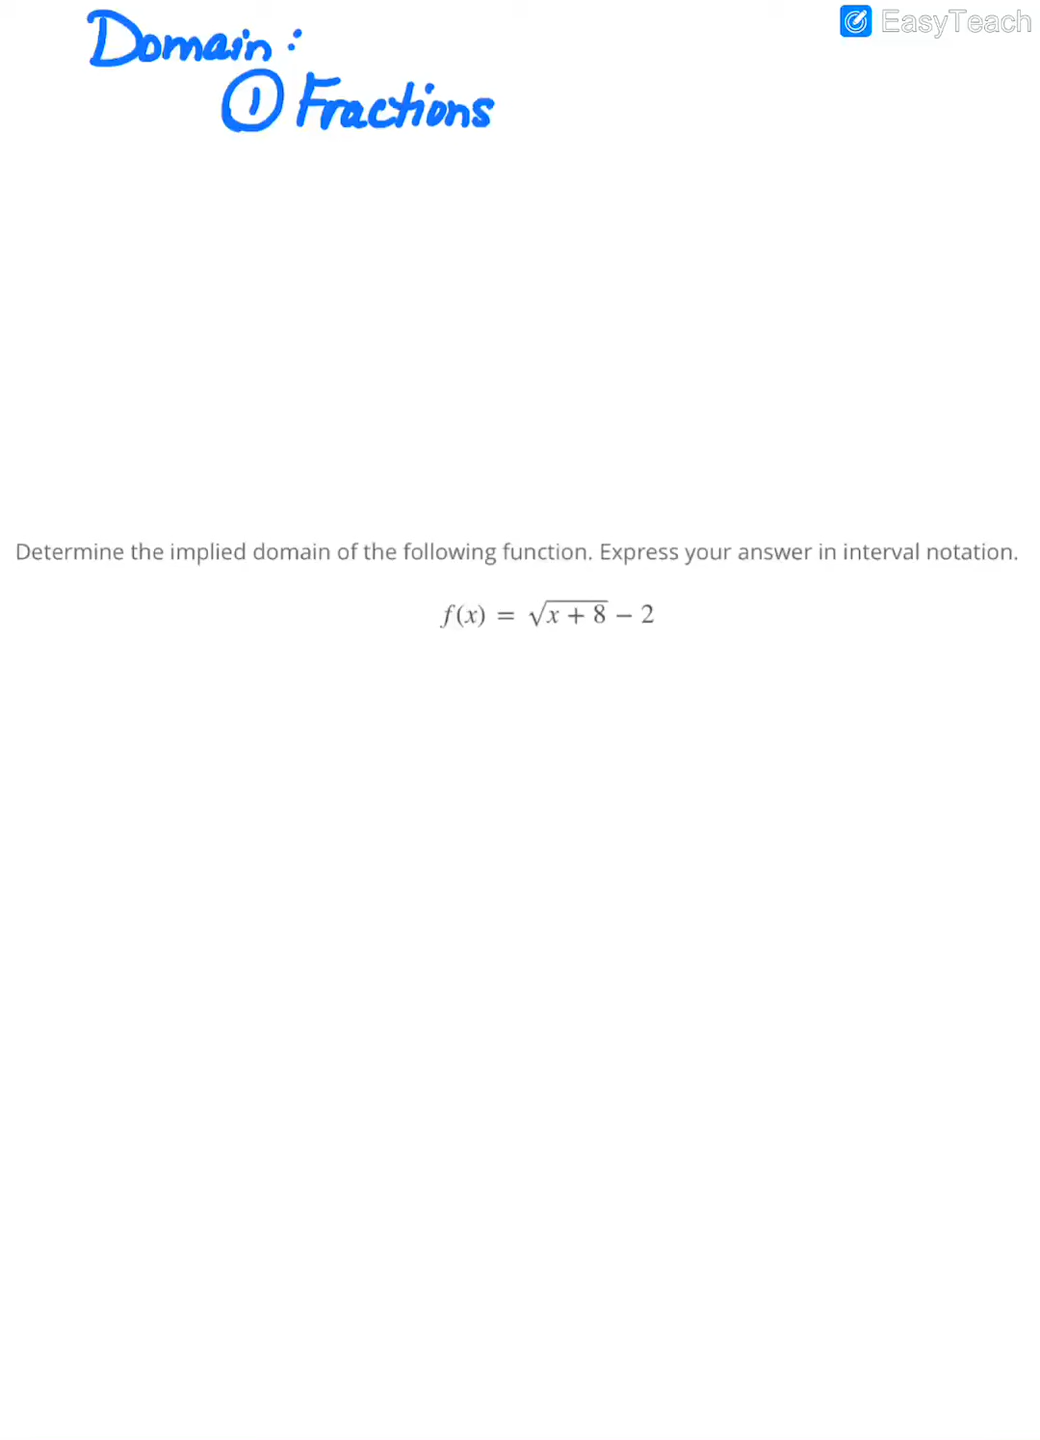 Domain :
EasyTeach
① Fractions
Determine the implied domain of the following function. Express your answer in interval notation.
f(x) = √x + 8 − 2